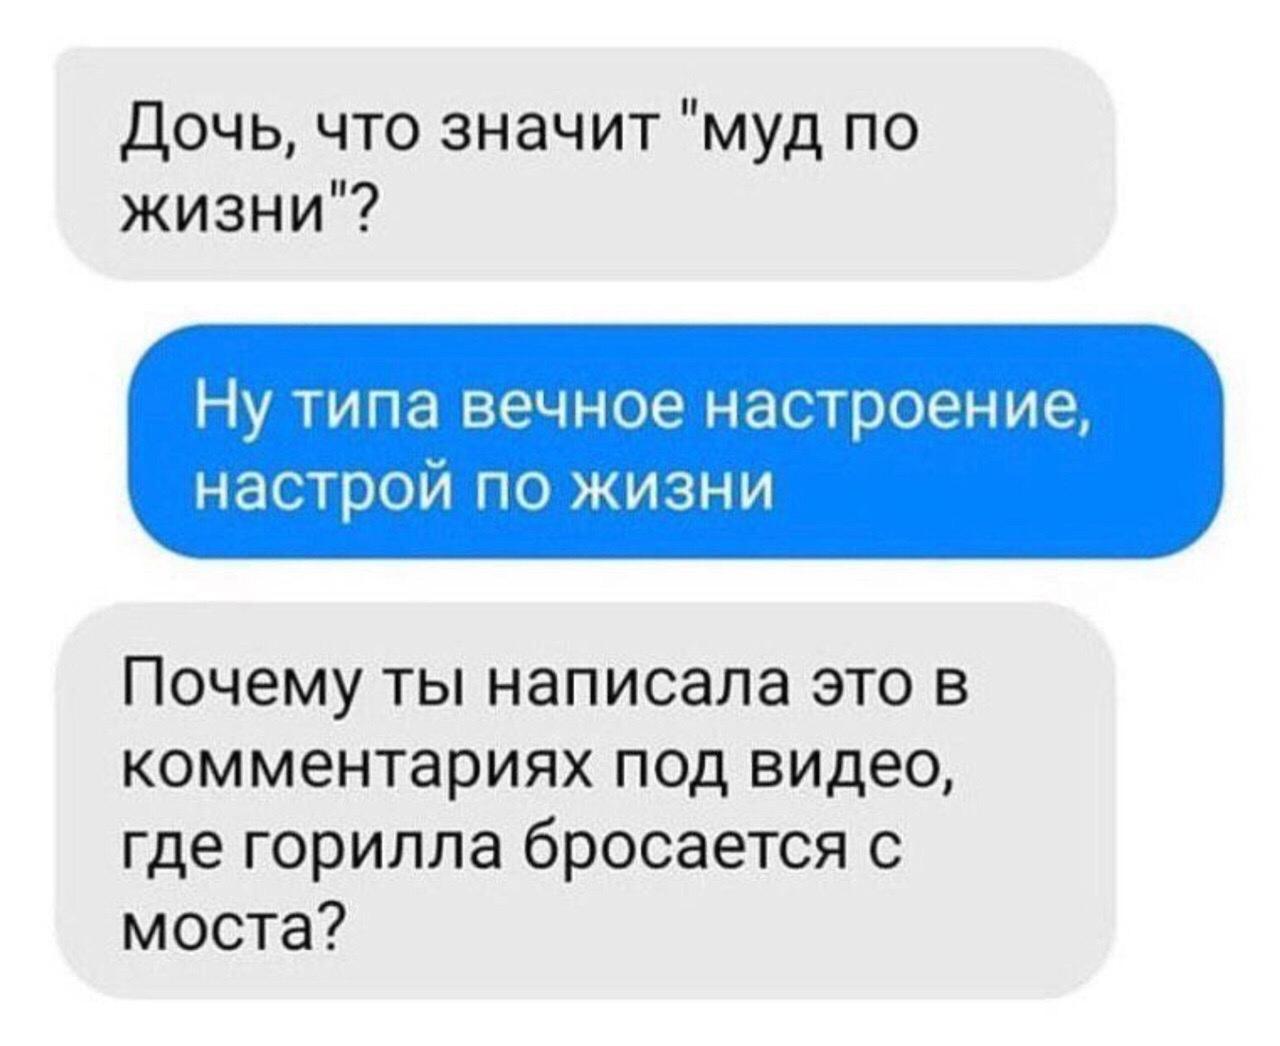 Дочь, что значит "муд по
жизни"?
Ну типа вечное настроение,
настрой по жизни
Почему ты написала это в
комментариях под видео,
где горилла бросается с
моста?